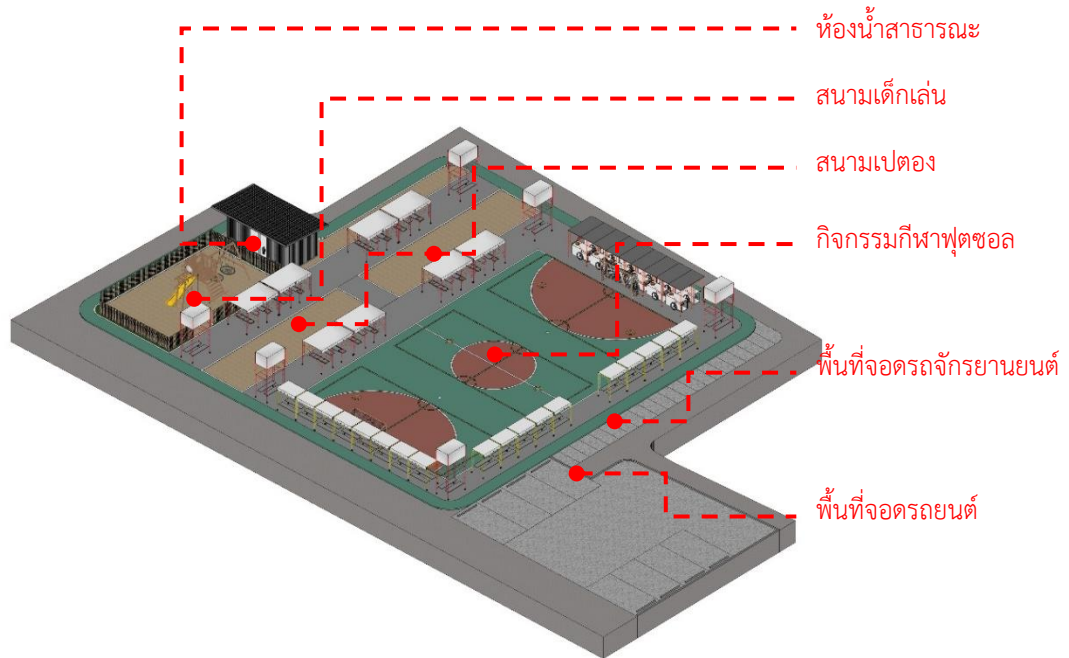 ห้องน้ำสาธารณะ
สนามเด็กเล่น
สนามเปตอง
กิจกรรมกีฬาฟุตซอล
พื้นที่จอดรถจักรยานยนต์
พื้นที่จอดรถยนต์